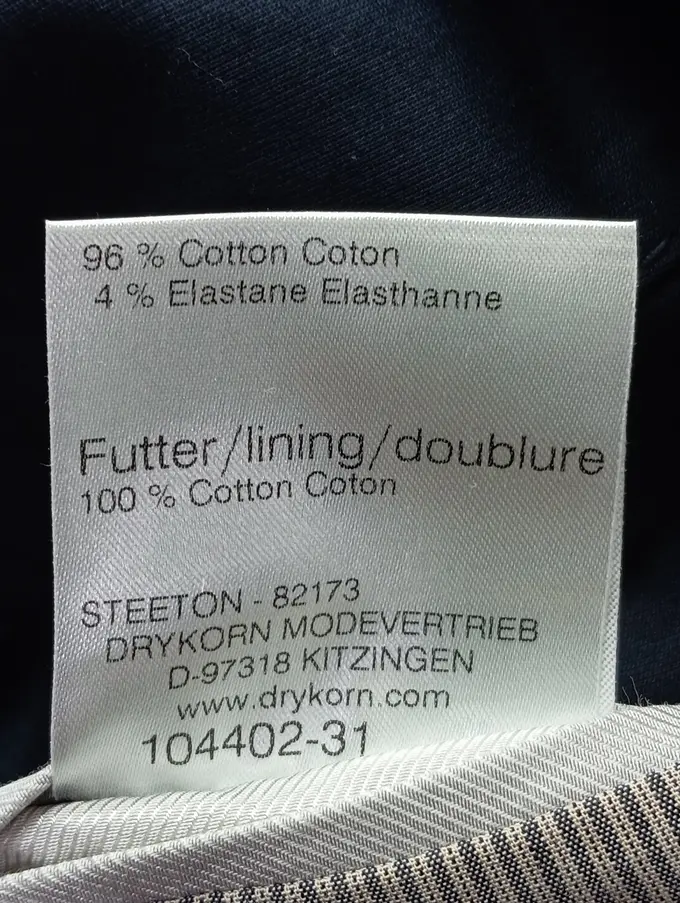 96 % Cotton Coton
4 % Elastane Elasthanne
Futter/lining/doublure
100 % Cotton Coton
STEETON - 82173
DRYKORN MODEVERTRIEB
D-97318 KITZINGEN
www.drykorn.com
104402-31